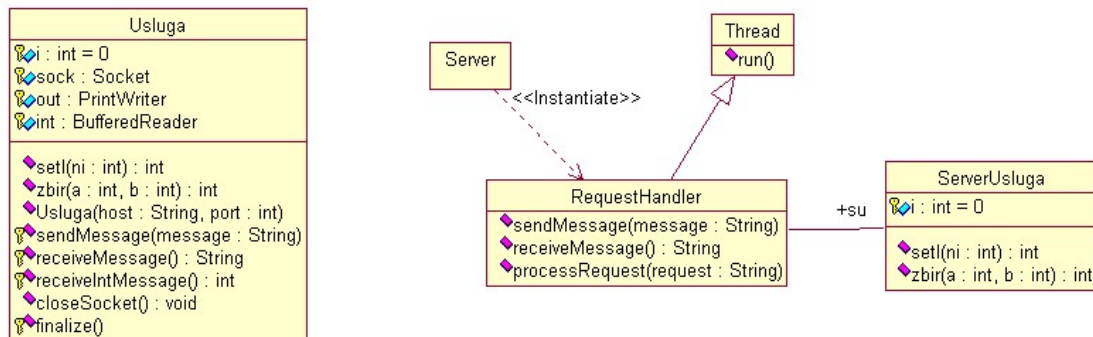 Usluga
i : int = 0
sock : Socket
out : PrintWriter
int : BufferedReader
setI(ni : int) : int
zbir(a : int, b : int) : int
Usluga(host : String, port : int)
sendMessage(message : String)
receiveMessage() : String
receiveIntMessage() : int
closeSocket() : void
finalize()
Server
<<Instantiate>>
Thread
run()
RequestHandler
sendMessage(message : String)
receiveMessage() : String
processRequest(request : String)
+su
ServerUsluga
i : int = 0
setI(ni : int) : int
zbir(a : int, b : int) : int